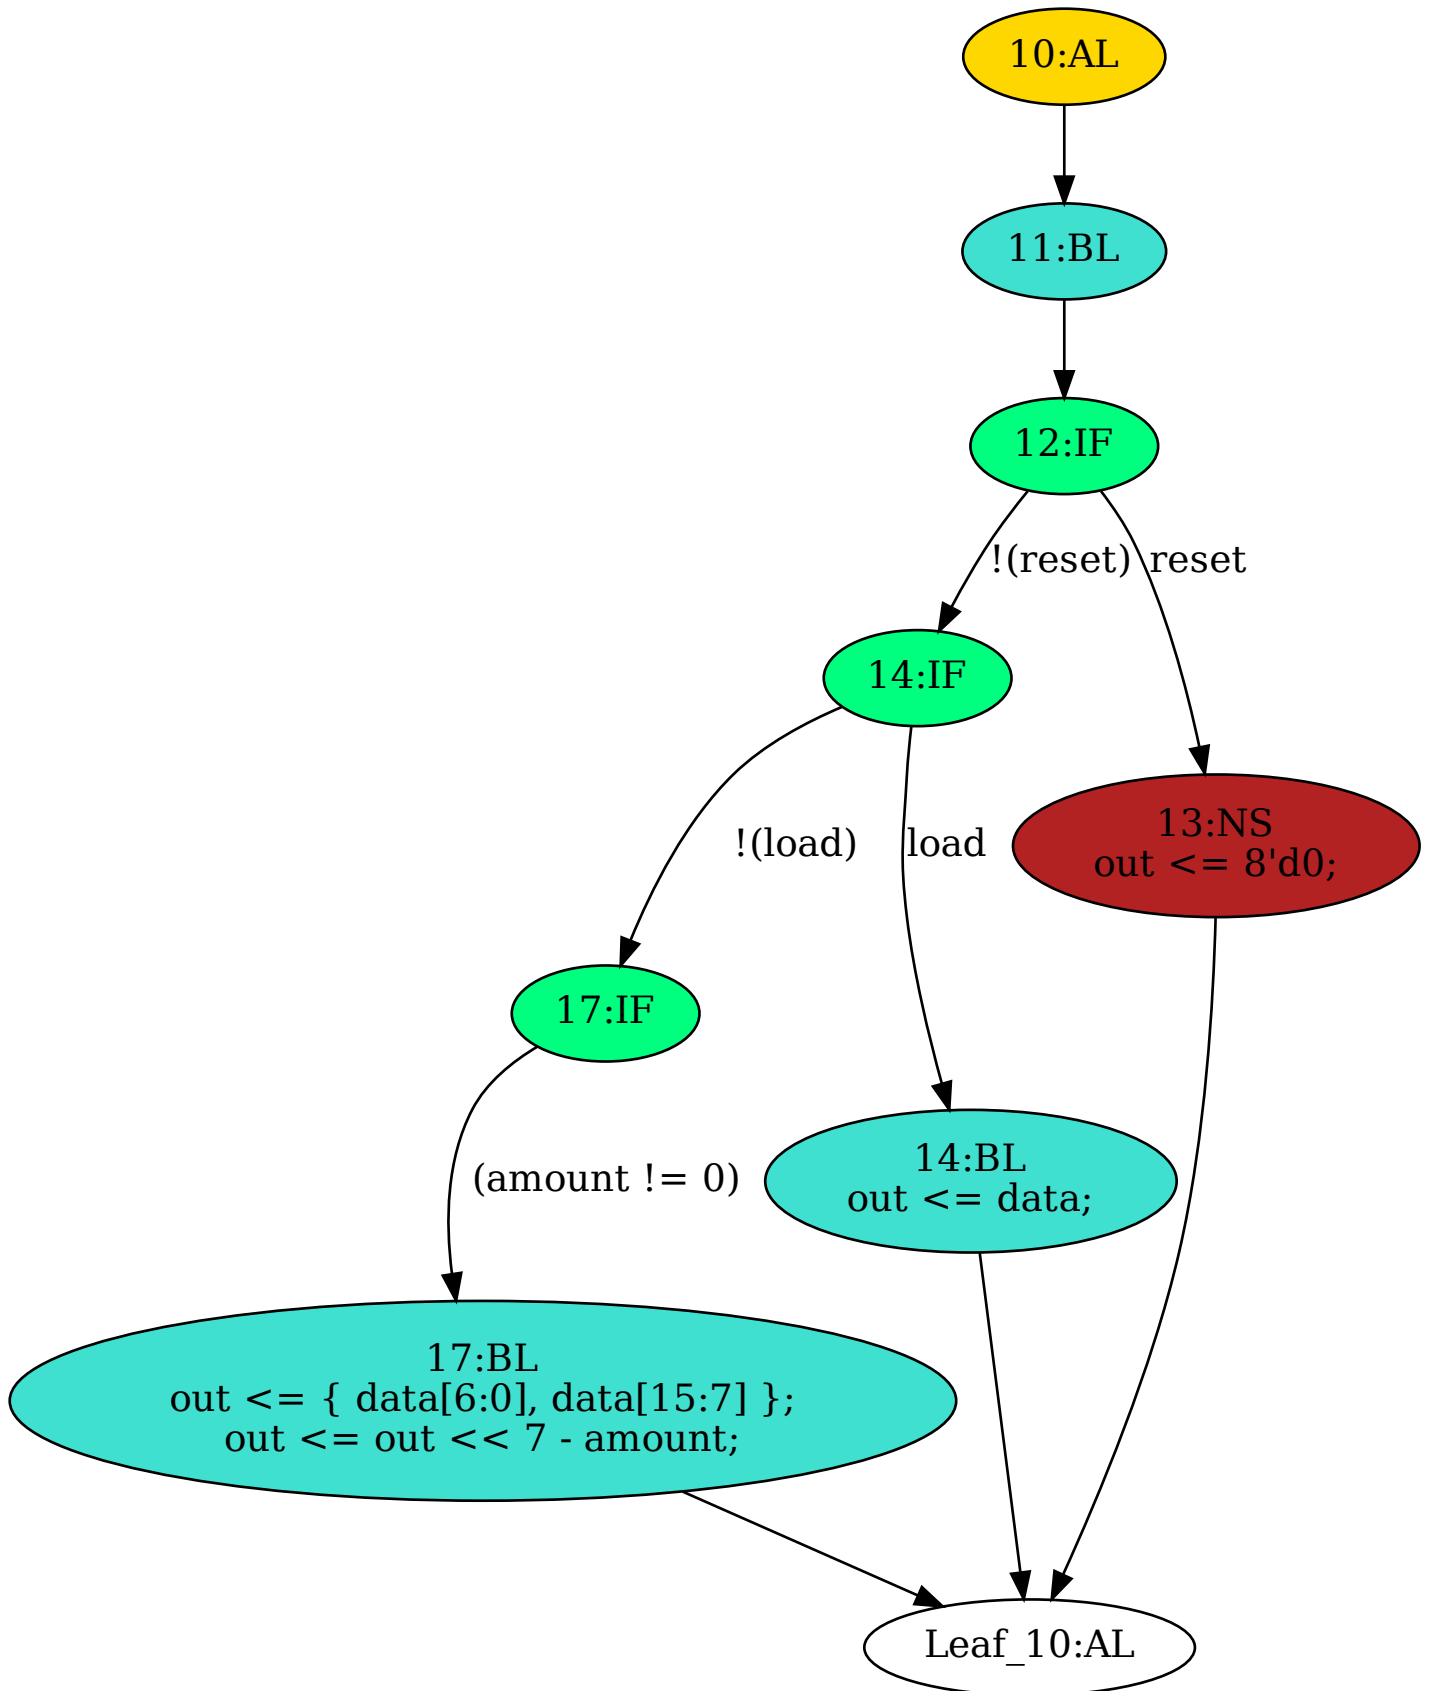 10:AL
11:BL
12:IF
!(reset)
reset
14:IF
13:NS
out <= 8'd0;
!(load)
load
17:IF
14:BL
out <= data;
(amount != 0)
17:BL
out <= { data[6:0], data[15:7] };
out <= out << 7 - amount;
Leaf_10:AL